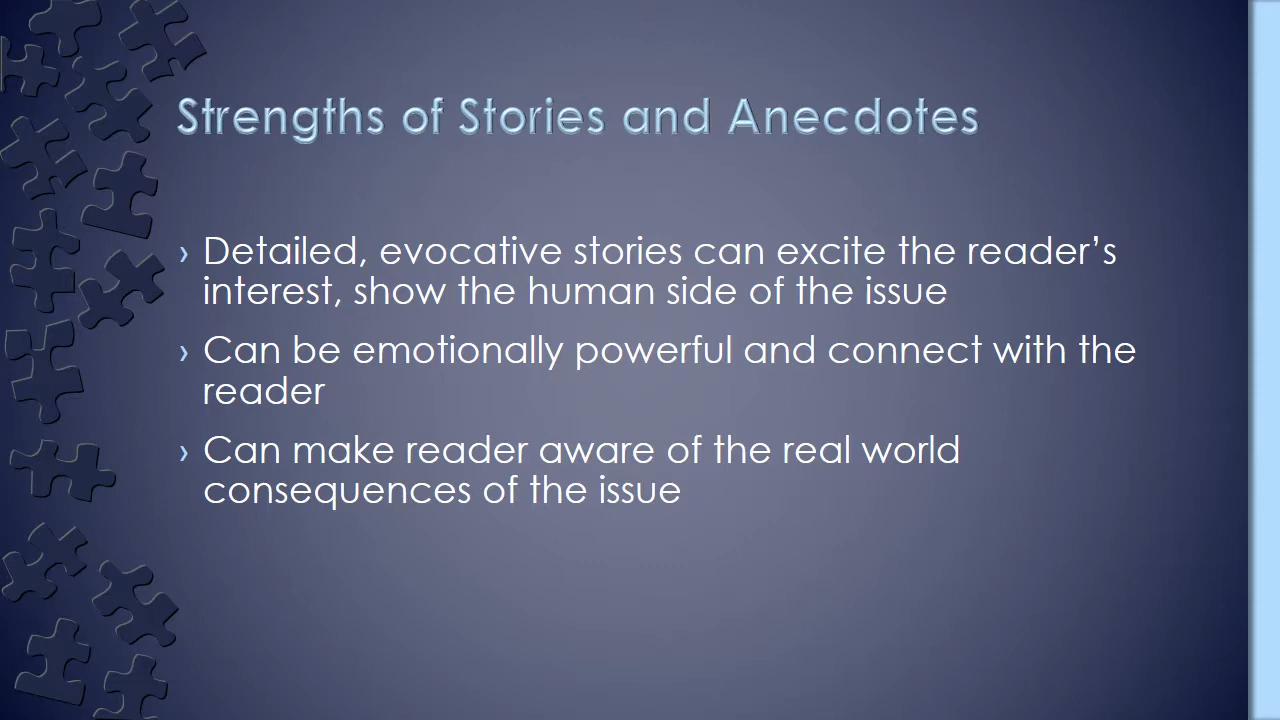 Strengths of Stories and Anecdotes
› Detailed, evocative stories can excite the reader’s
interest, show the human side of the issue
› Can be emotionally powerful and connect with the
reader
› Can make reader aware of the real world
consequences of the issue